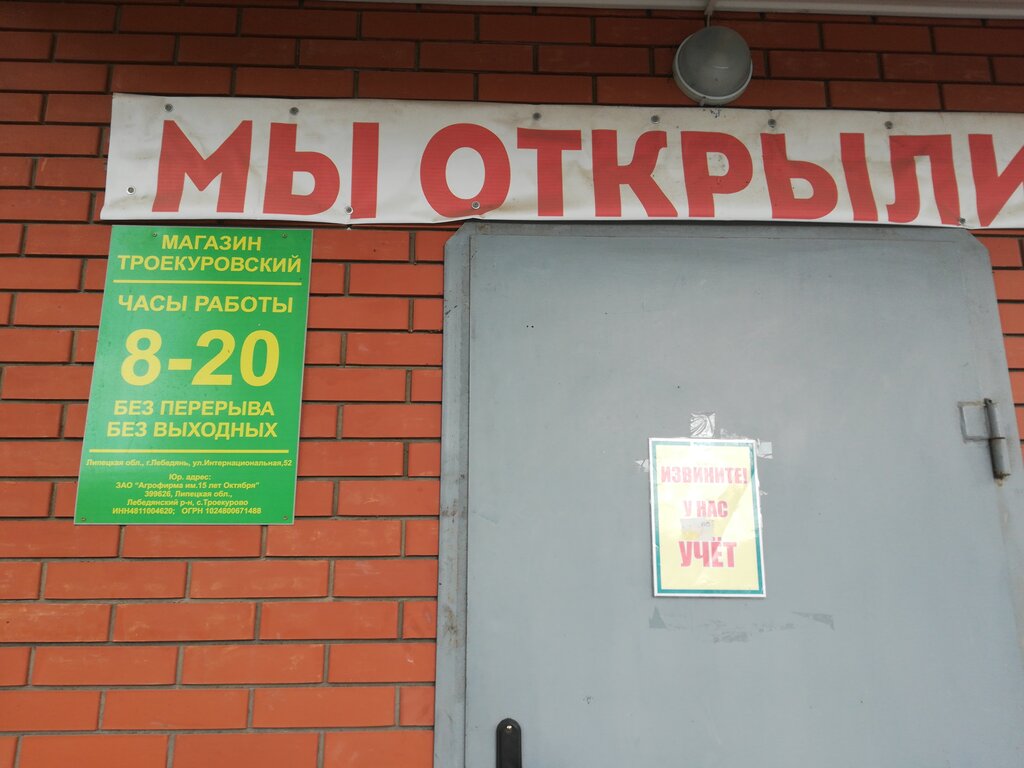 МЫ ОТКРЫЛИ
МАГАЗИН
ТРОЕКУРОВСКИЙ
ЧАСЫ РАБОТЫ
8-20
БЕЗ ПЕРЕРЫВА
БЕЗ ВЫХОДНЫХ
Липецкая обл., г.Лебедянь, ул.Интернациональная,52
Юр. адрес:
ЗАО "Агрофирма им.15 лет Октября"
399626, Липецкая обл.,
Лебедянский р-н, с.Троекурово
ИНН4811004620; ОГРН 1024800671488
ИЗВИНИТЕ!
У НАС
УЧЁТ